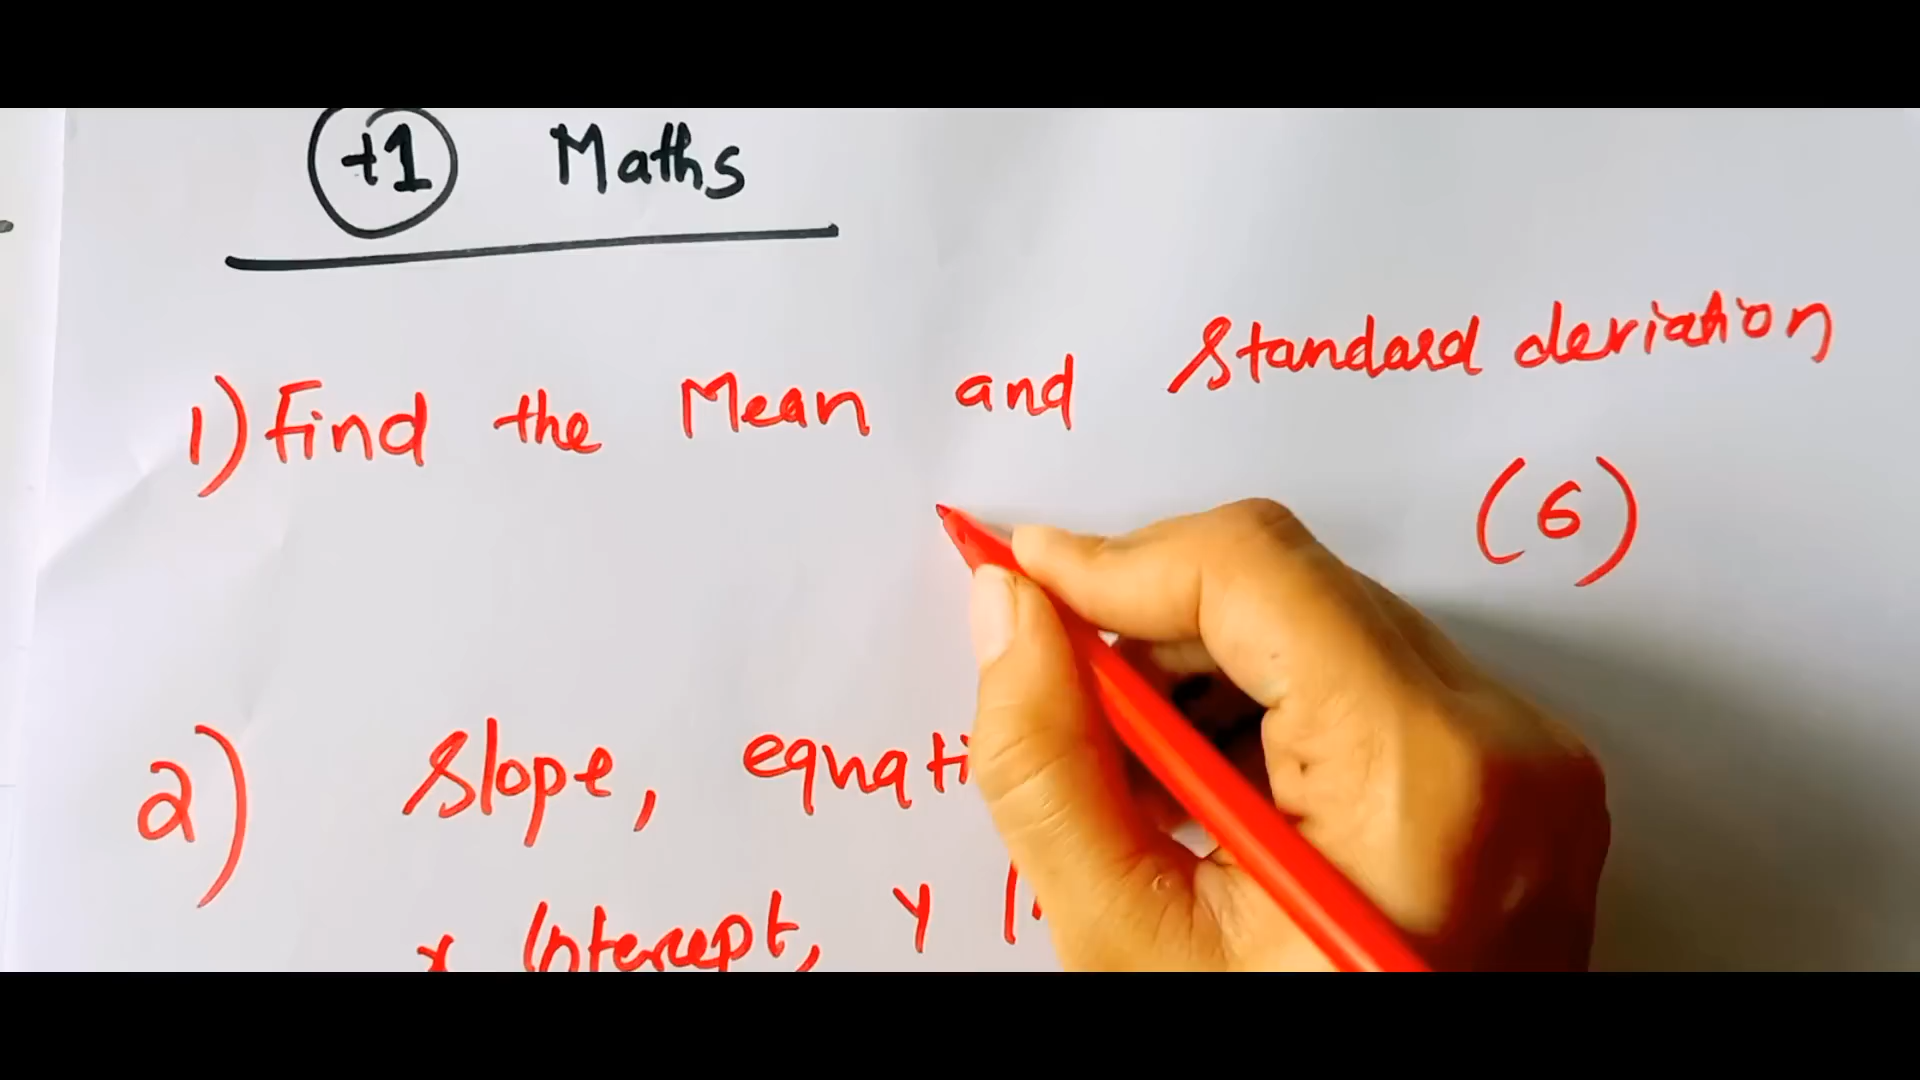 +1 Maths
1) Find the Mean and Standard deviation
(6)
2) Slope, equati
x Intercept, y